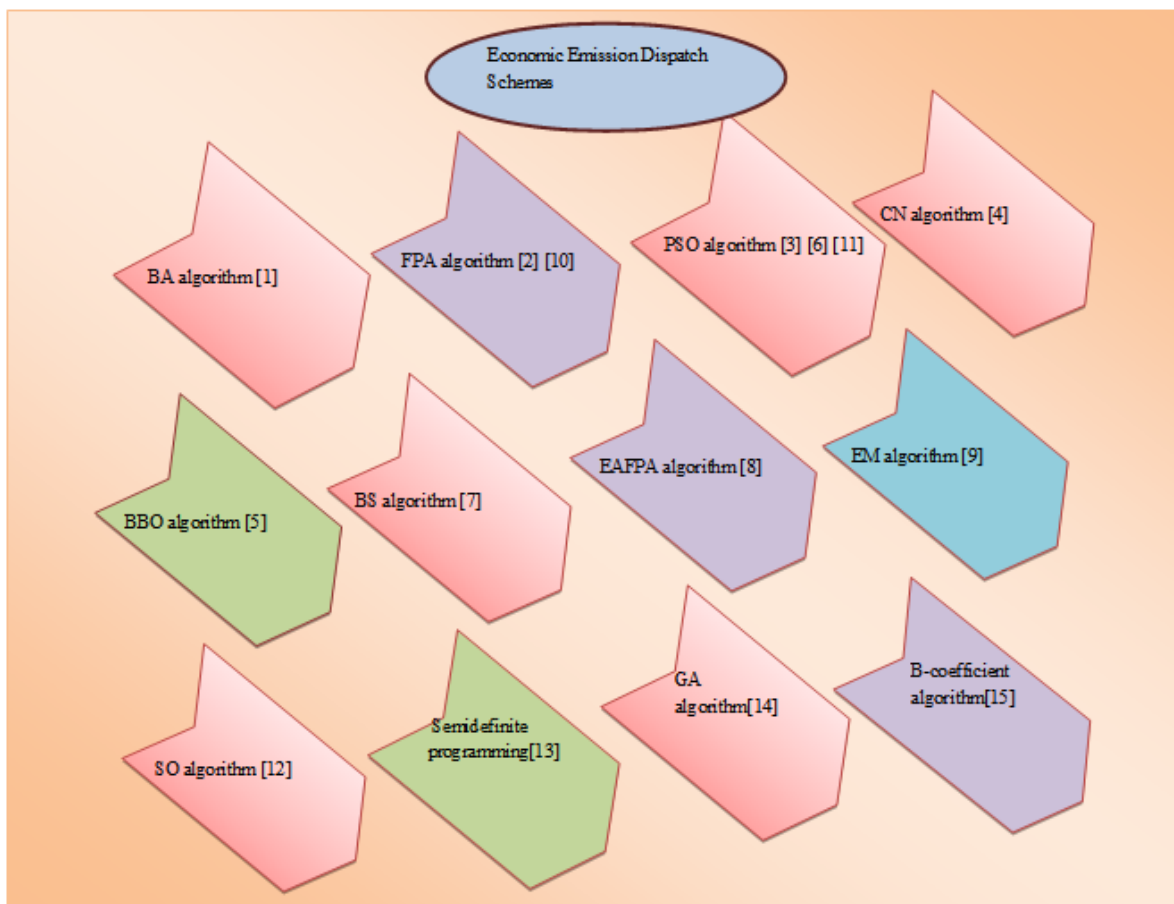 Economic Emission Dispatch
Schemes
BA algorithm [1]
FPA algorithm [2] [10]
PSO algorithm [3] [6] [11]
CN algorithm [4]
BBO algorithm [5]
BS algorithm [7]
EAFPA algorithm [8]
EM algorithm [9]
SO algorithm [12]
Semidefinite
programming[13]
GA
algorithm[14]
B-coefficient
algorithm[15]